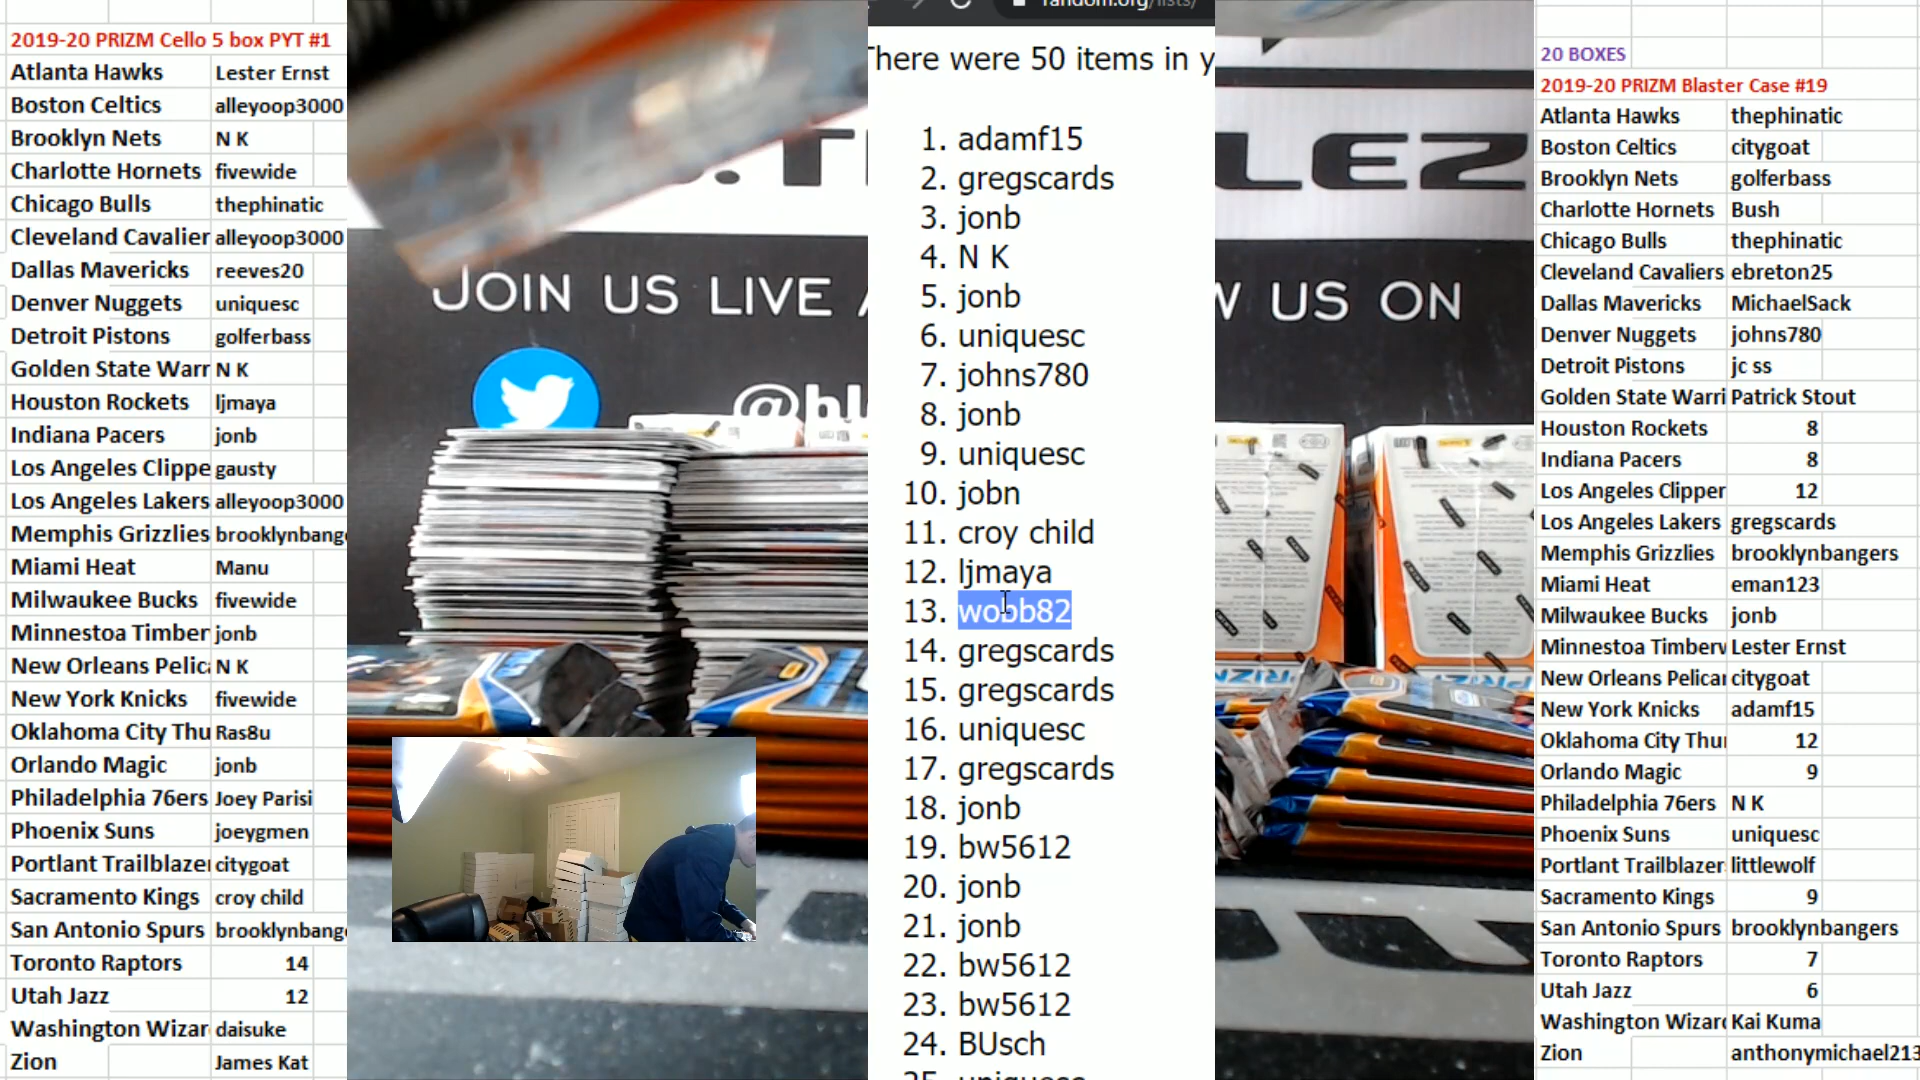 2019-20 PRIZM Cello 5 box PYT #1
Atlanta Hawks Lester Ernst
Boston Celtics alleyoop3000
Brooklyn Nets N K
Charlotte Hornets fivewide
Chicago Bulls thephinatic
Cleveland Cavalier alleyoop3000
Dallas Mavericks reeves20
Denver Nuggets uniquesc
Detroit Pistons golferbass
Golden State Warr N K
Houston Rockets ljmaya
Indiana Pacers jonb
Los Angeles Clippe gausty
Los Angeles Lakers alleyoop3000
Memphis Grizzlies brooklynbang
Miami Heat Manu
Milwaukee Bucks fivewide
Minnestoa Timber jonb
New Orleans Pelica N K
New York Knicks fivewide
Oklahoma City Thu Ras8u
Orlando Magic jonb
Philadelphia 76ers Joey Parisi
Phoenix Suns joeygmen
Portlant Trailblazer citygoat
Sacramento Kings croy child
San Antonio Spurs brooklynbang
Toronto Raptors 14
Utah Jazz 12
Washington Wizar daisuke
Zion James Kat
JOIN US LIVE
W US ON
LEZ
@bl
random.org/lists/
There were 50 items in y
1. adamf15
2. gregscards
3. jonb
4. N K
5. jonb
6. uniquesc
7. johns780
8. jonb
9. uniquesc
10. jobn
11. croy child
12. ljmaya
13. wobb82
14. gregscards
15. gregscards
16. uniquesc
17. gregscards
18. jonb
19. bw5612
20. jonb
21. jonb
22. bw5612
23. bw5612
24. BUsch
25. uniquesc
20 BOXES
2019-20 PRIZM Blaster Case #19
Atlanta Hawks thephinatic
Boston Celtics citygoat
Brooklyn Nets golferbass
Charlotte Hornets Bush
Chicago Bulls thephinatic
Cleveland Cavaliers ebreton25
Dallas Mavericks MichaelSack
Denver Nuggets johns780
Detroit Pistons jc ss
Golden State Warri Patrick Stout
Houston Rockets 8
Indiana Pacers 8
Los Angeles Clipper 12
Los Angeles Lakers gregscards
Memphis Grizzlies brooklynbangers
Miami Heat eman123
Milwaukee Bucks jonb
Minnestoa Timberv Lester Ernst
New Orleans Pelica citygoat
New York Knicks adamf15
Oklahoma City Thu 12
Orlando Magic 9
Philadelphia 76ers N K
Phoenix Suns uniquesc
Portlant Trailblazer littlewolf
Sacramento Kings 9
San Antonio Spurs brooklynbangers
Toronto Raptors 7
Utah Jazz 6
Washington Wizar Kai Kuma
Zion anthonymichael213